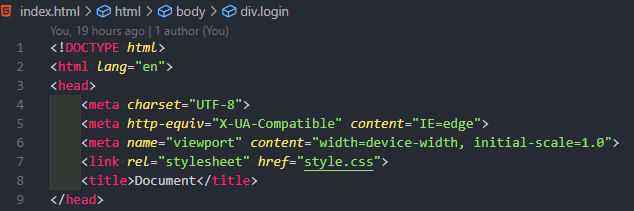 index.html > html > body > div.login
You, 19 hours ago | 1 author (You)
1 <!DOCTYPE html>
2 <html lang="en">
3 <head>
4 <meta charset="UTF-8">
5 <meta http-equiv="X-UA-Compatible" content="IE=edge">
6 <meta name="viewport" content="width=device-width, initial-scale=1.0">
7 <link rel="stylesheet" href="style.css">
8 <title>Document</title>
9 </head>